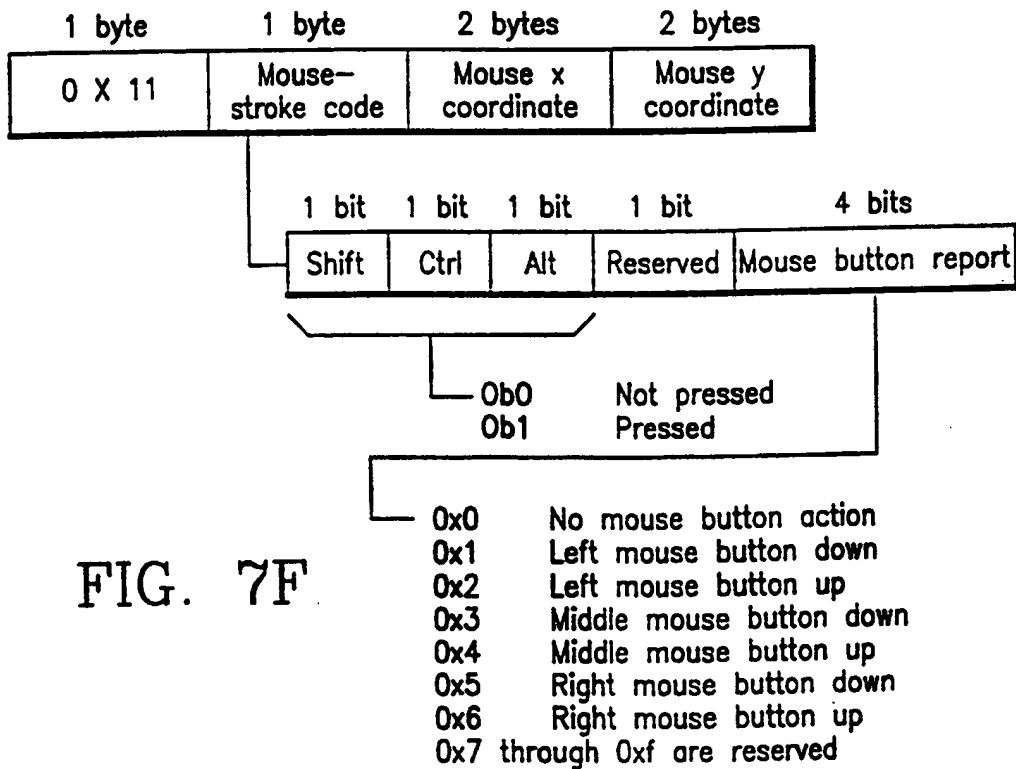 1 byte 1 byte 2 bytes 2 bytes
0 X 11 Mouse- Mouse x Mouse y
stroke code coordinate coordinate
1 bit 1 bit 1 bit 1 bit 4 bits
Shift Ctrl Alt Reserved Mouse button report
0b0 Not pressed
0b1 Pressed
0x0 No mouse button action
0x1 Left mouse button down
0x2 Left mouse button up
0x3 Middle mouse button down
0x4 Middle mouse button up
0x5 Right mouse button down
0x6 Right mouse button up
0x7 through 0xf are reserved
FIG. 7F